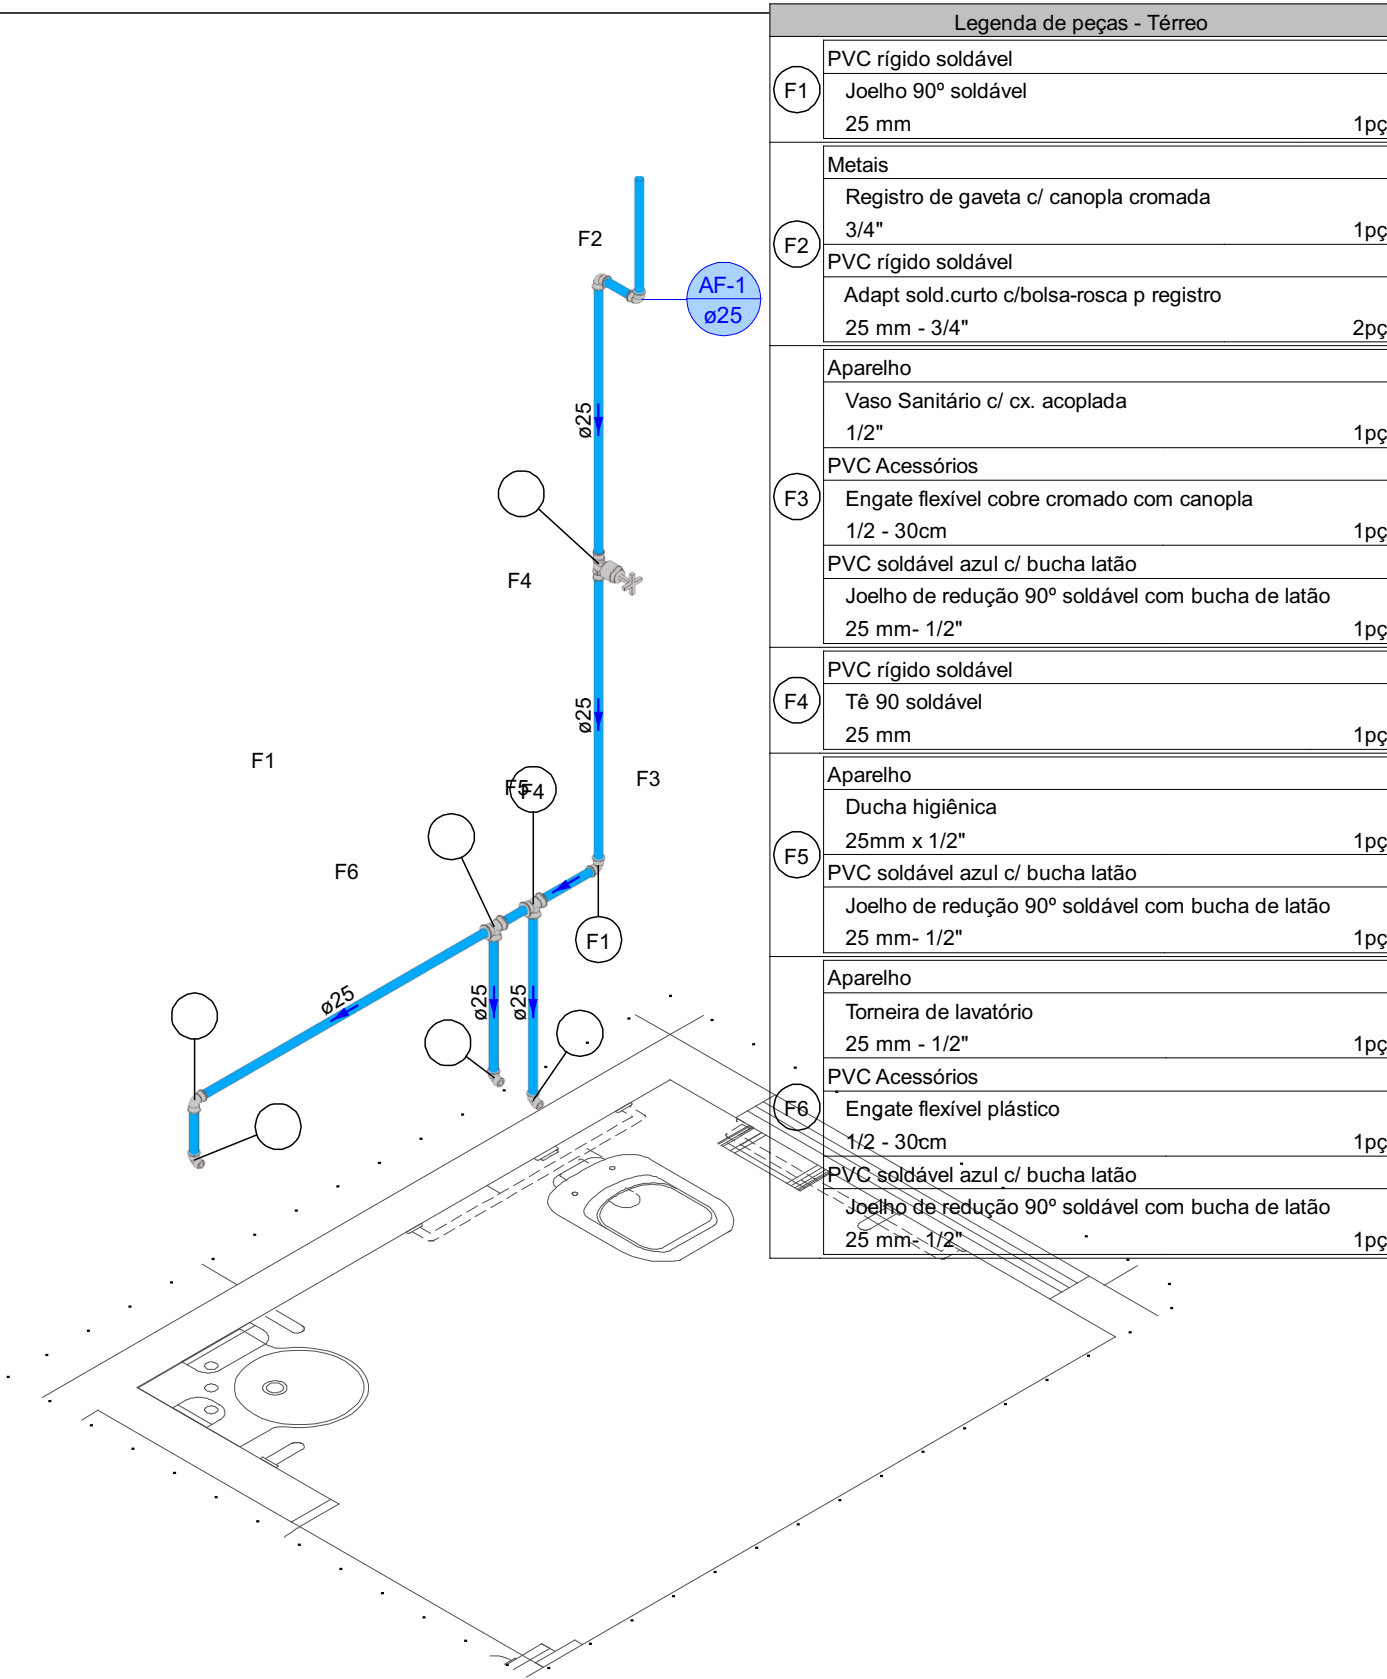 Legenda de peças - Térreo
F1
PVC rígido soldável
Joelho 90º soldável
25 mm 1pç
F2
Metais
Registro de gaveta c/ canopla cromada
3/4" 1pç
PVC rígido soldável
Adapt sold.curto c/bolsa-rosca p registro
25 mm - 3/4" 2pç
F3
Aparelho
Vaso Sanitário c/ cx. acoplada
1/2" 1pç
PVC Acessórios
Engate flexível cobre cromado com canopla
1/2 - 30cm 1pç
PVC soldável azul c/ bucha latão
Joelho de redução 90º soldável com bucha de latão
25 mm- 1/2" 1pç
F4
PVC rígido soldável
Tê 90 soldável
25 mm 1pç
F5
Aparelho
Ducha higiênica
25mm x 1/2" 1pç
PVC soldável azul c/ bucha latão
Joelho de redução 90º soldável com bucha de latão
25 mm- 1/2" 1pç
F6
Aparelho
Torneira de lavatório
25 mm - 1/2" 1pç
PVC Acessórios
Engate flexível plástico
1/2 - 30cm 1pç
PVC soldável azul c/ bucha latão
Joelho de redução 90º soldável com bucha de latão
25 mm- 1/2" 1pç
F2
AF-1
ø25
ø25
F4
ø25
F1
F3
F5
F4
F6
F1
ø25
ø25
ø25